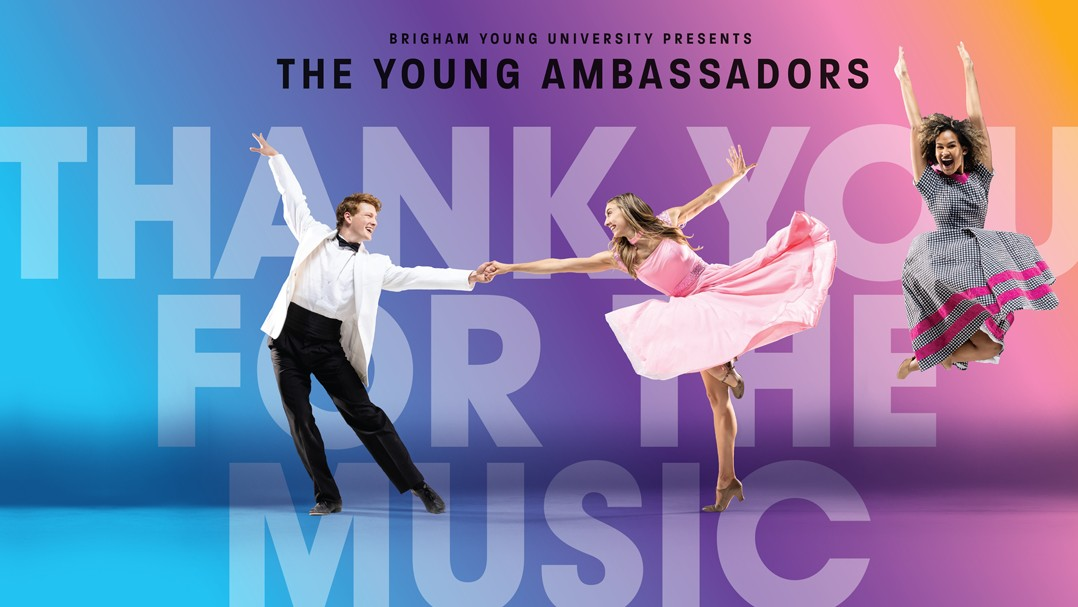 BRIGHAM YOUNG UNIVERSITY PRESENTS
THE YOUNG AMBASSADORS
THANK YOU
FOR THE
MUSIC